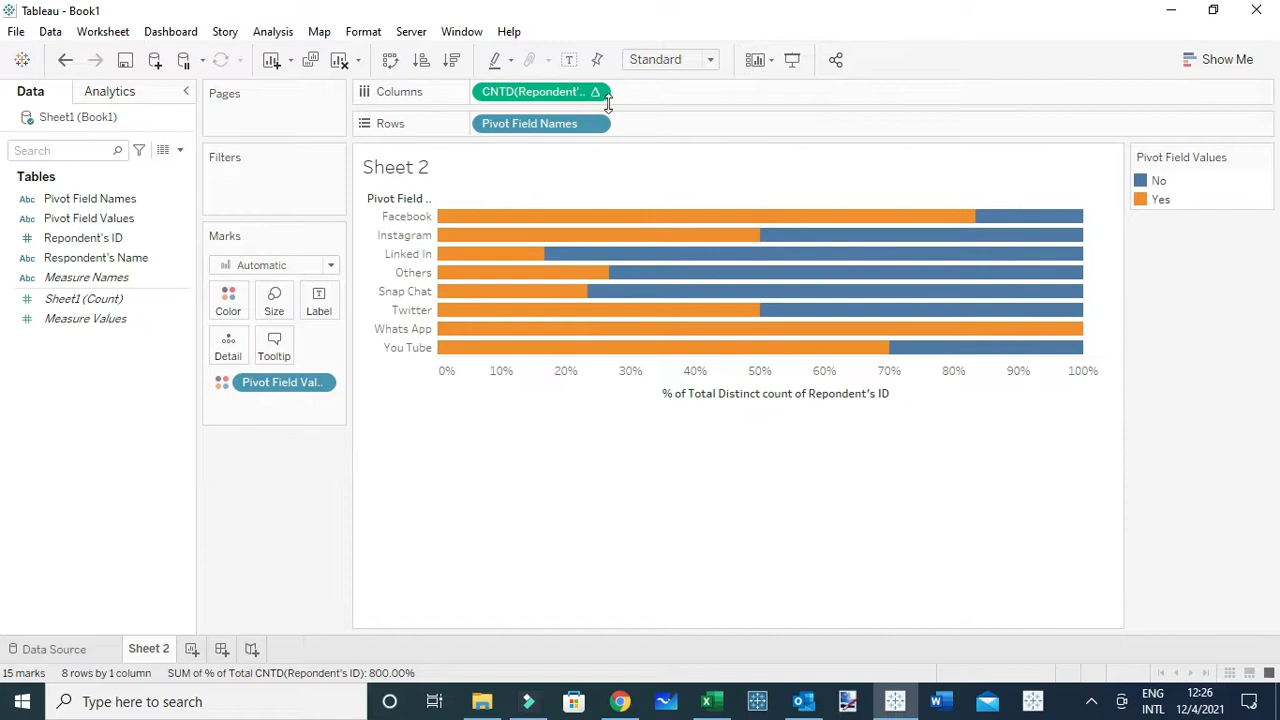 Tableau - Book1
File Data Worksheet Dashboard Story Analysis Map Format Server Window Help
Standard
Show Me
Data Analytics
Sheet1 (Book1)
Search
Tables
Abc Pivot Field Names
Abc Pivot Field Values
Repondent's ID
Abc Respondent's Name
Abc Measure Names
Sheet1 (Count)
Measure Values
Pages
Filters
Marks
Automatic
Color Size Label
Detail Tooltip
Pivot Field Val..
Columns CNTD(Repondent'.. Δ
Rows Pivot Field Names
Sheet 2
Pivot Field ..
Facebook
Instagram
Linked In
Others
Snap Chat
Twitter
Whats App
You Tube
0% 10% 20% 30% 40% 50% 60% 70% 80% 90% 100%
% of Total Distinct count of Repondent's ID
Pivot Field Values
No
Yes
Data Source Sheet 2
15 marks 8 rows by 1 column SUM of % of Total CNTD(Repondent's ID): 800.00%
Type here to search
ENG
INTL
12:26
12/4/2021